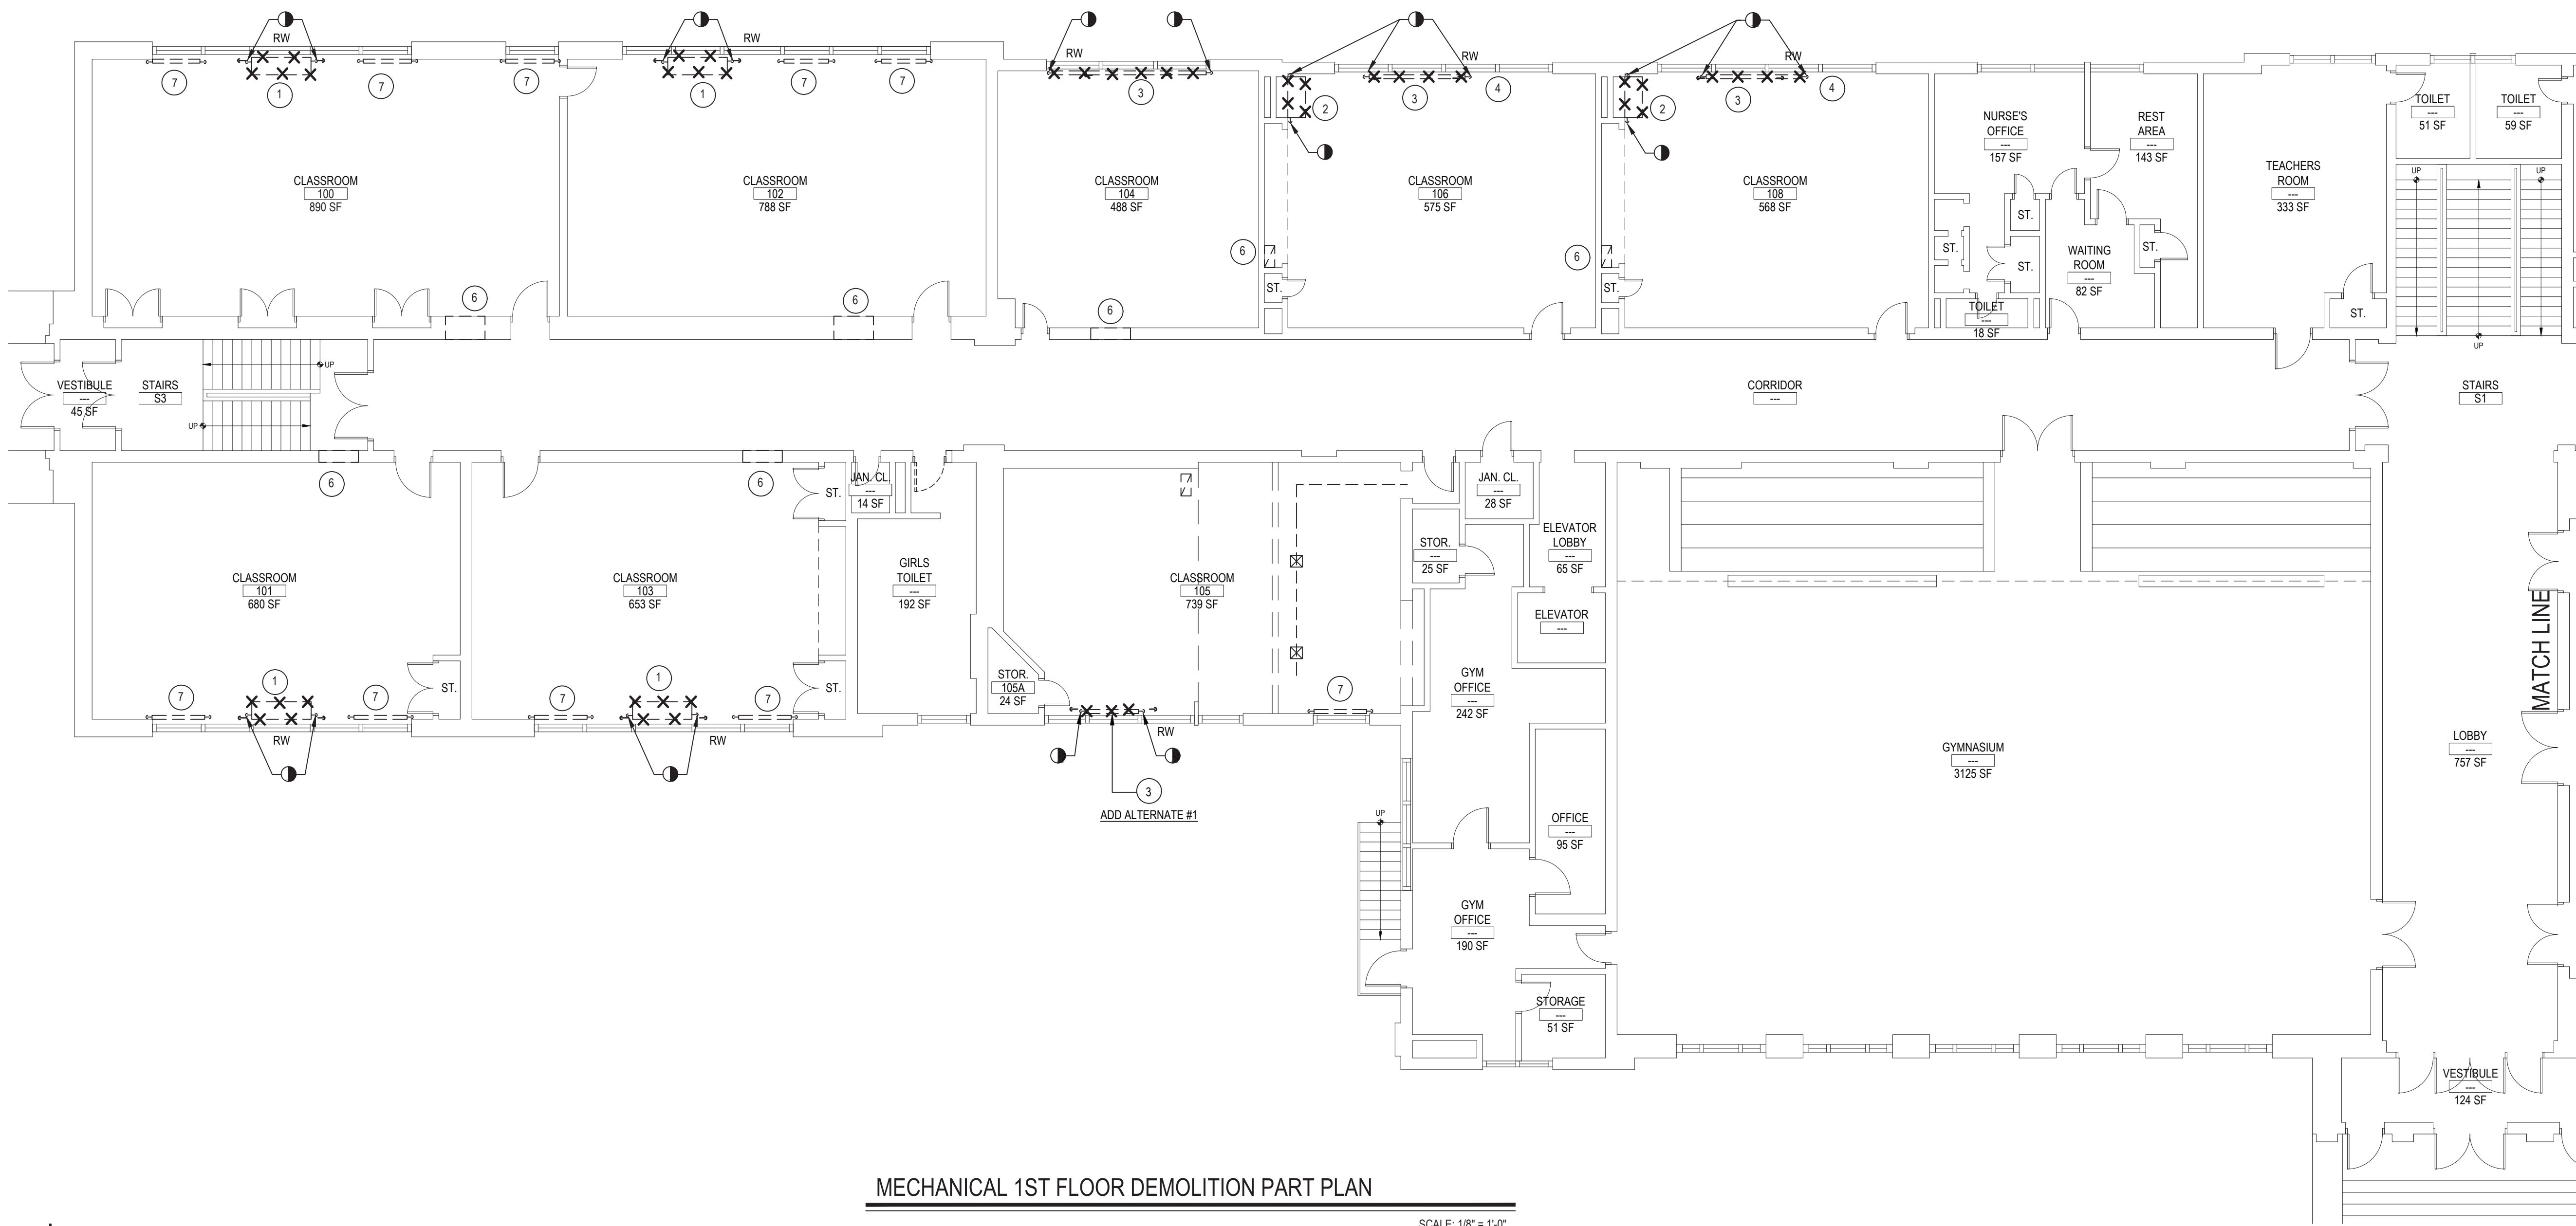 RW
RW
RW
RW
RW
7
1
7
7
1
7
7
3
2
3
4
2
3
4
CLASSROOM
100
890 SF
CLASSROOM
102
788 SF
CLASSROOM
104
488 SF
CLASSROOM
106
575 SF
CLASSROOM
108
568 SF
NURSE'S
OFFICE
---
157 SF
REST
AREA
---
143 SF
TEACHERS
ROOM
---
333 SF
TOILET
---
51 SF
TOILET
---
59 SF
UP
UP
UP
ST.
ST.
ST.
ST.
WAITING
ROOM
---
82 SF
TOILET
---
18 SF
ST.
ST.
ST.
6
6
6
6
6
VESTIBULE
---
45 SF
STAIRS
S3
UP
UP
CORRIDOR
---
STAIRS
S1
6
6
ST.
JAN. CL.
---
14 SF
JAN. CL.
---
28 SF
STOR.
---
25 SF
ELEVATOR
LOBBY
---
65 SF
ELEVATOR
---
CLASSROOM
101
680 SF
CLASSROOM
103
653 SF
GIRLS
TOILET
---
192 SF
CLASSROOM
105
739 SF
STOR.
105A
24 SF
ST.
ST.
7
1
7
7
1
7
7
RW
RW
RW
3
ADD ALTERNATE #1
GYM
OFFICE
---
242 SF
OFFICE
---
95 SF
UP
GYM
OFFICE
---
190 SF
STORAGE
---
51 SF
GYMNASIUM
---
3125 SF
LOBBY
---
757 SF
MATCH LINE
VESTIBULE
---
124 SF
MECHANICAL 1ST FLOOR DEMOLITION PART PLAN
SCALE: 1/8" = 1'-0"